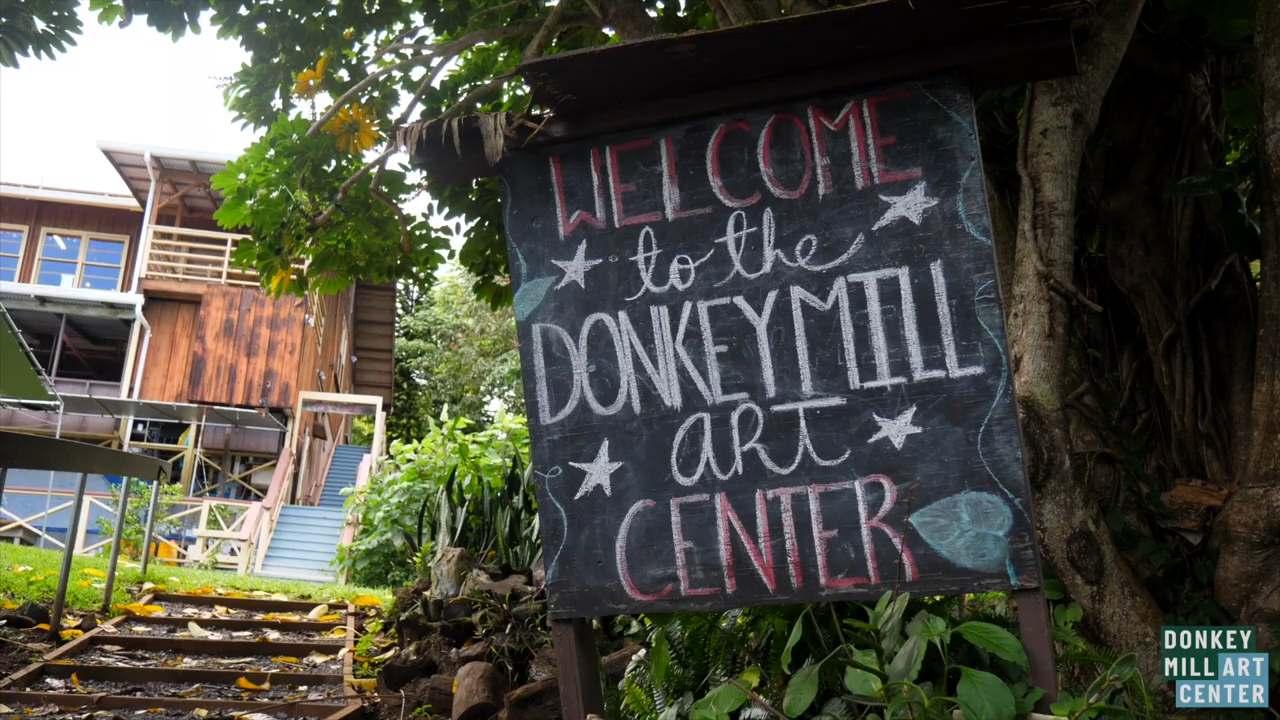 WELCOME
to the
DONKEY MILL
ART
CENTER
DONKEY
MILL ART
CENTER